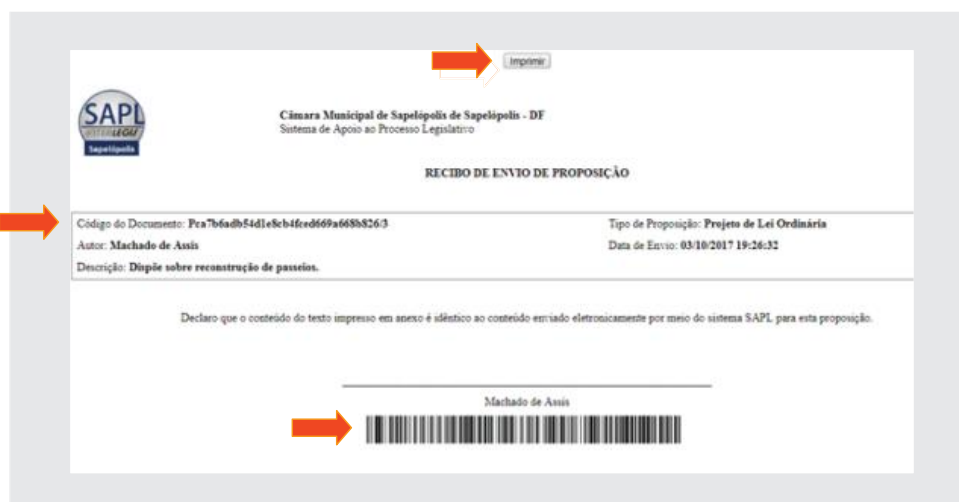 Imprimir
SAPL
INTERLEGIS
Sapelópolis
Câmara Municipal de Sapelópolis de Sapelópolis - DF
Sistema de Apoio ao Processo Legislativo
RECIBO DE ENVIO DE PROPOSIÇÃO
Código do Documento: Pca7b6adb54d1e8cb4fced669a668b826/3
Tipo de Proposição: Projeto de Lei Ordinária
Autor: Machado de Assis
Data de Envio: 03/10/2017 19:26:32
Descrição: Dispõe sobre reconstrução de passeios.
Declaro que o conteúdo do texto impresso em anexo é idêntico ao conteúdo enviado eletronicamente por meio do sistema SAPL para esta proposição.
Machado de Assis